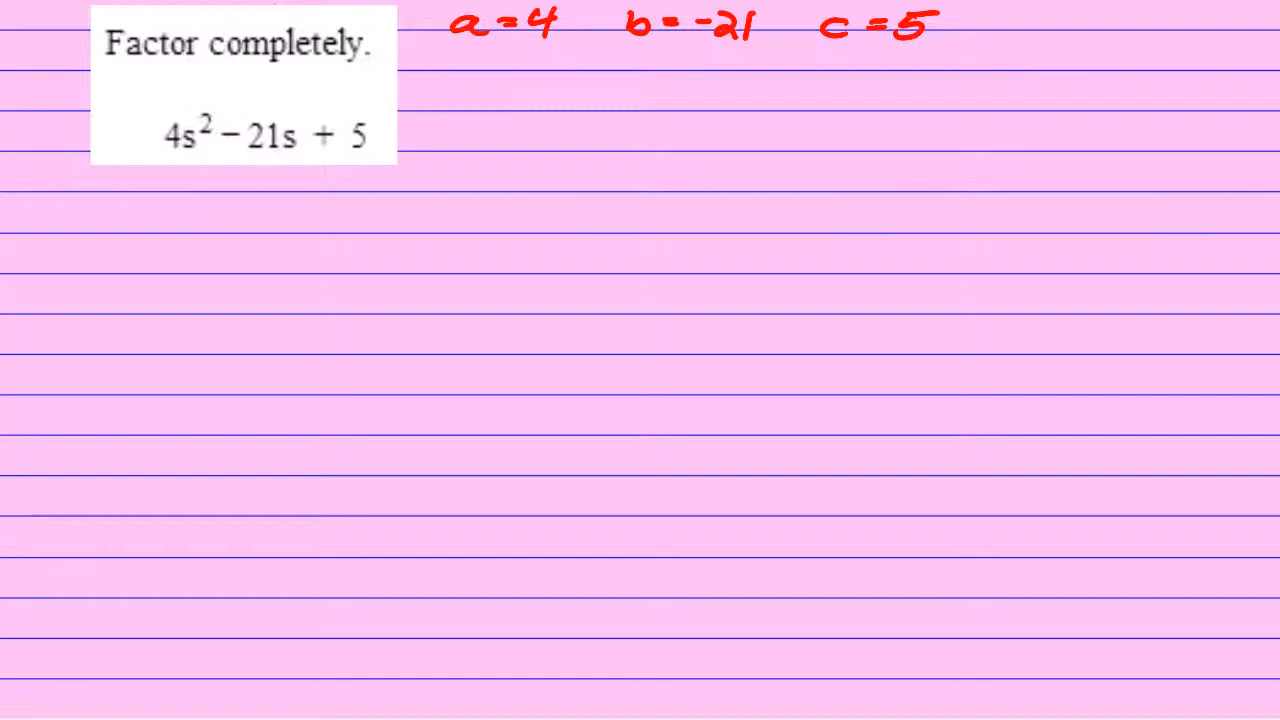 a = 4 b = -21 c = 5
Factor completely.
4s² − 21s + 5